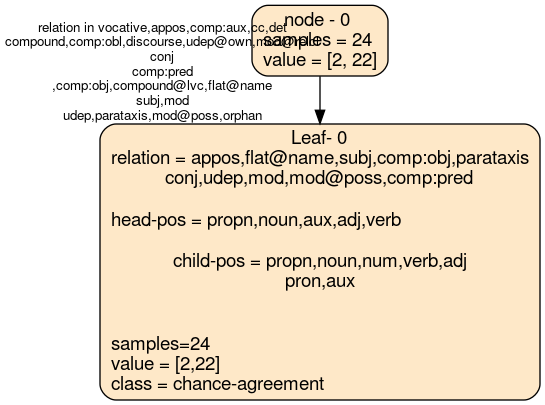 node - 0
samples = 24
value = [2, 22]
relation in vocative,appos,comp:aux,cc,det
compound,comp:obl,discourse,udep@own,
conj
comp:pred
,comp:obj,compound@lvc,flat@name
subj,mod
udep,parataxis,mod@poss,orphan
Leaf- 0
relation = appos,flat@name,subj,comp:obj,parataxis
conj,udep,mod,mod@poss,comp:pred
head-pos = propn,noun,aux,adj,verb
child-pos = propn,noun,num,verb,adj
pron,aux
samples=24
value = [2,22]
class = chance-agreement